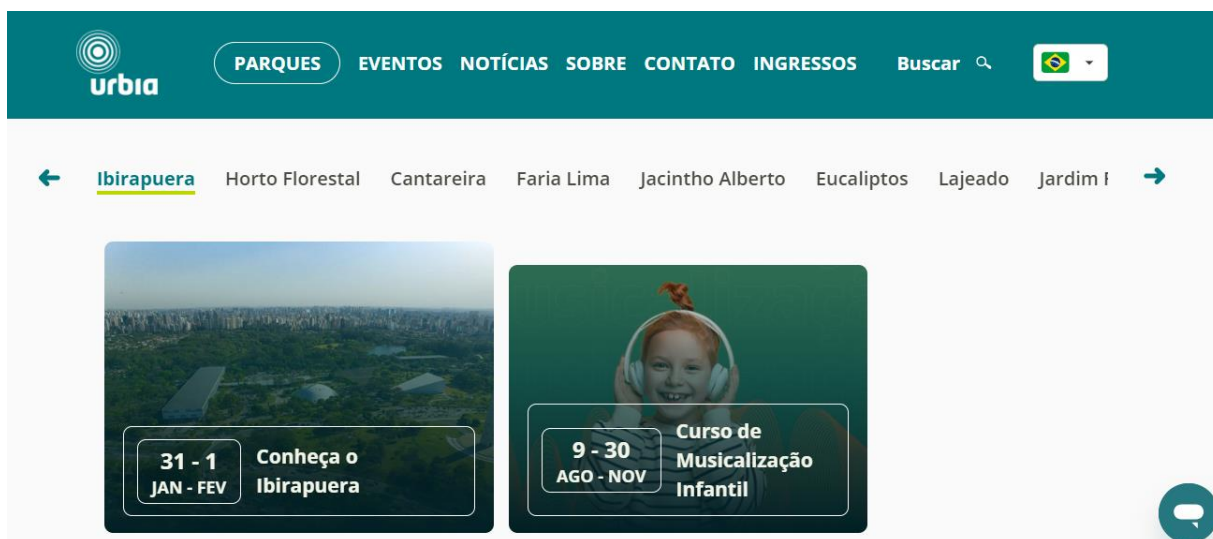 urbia
PARQUES EVENTOS NOTÍCIAS SOBRE CONTATO INGRESSOS Buscar
Ibirapuera Horto Florestal Cantareira Faria Lima Jacintho Alberto Eucaliptos Lajeado Jardim
31 - 1
JAN - FEV
Conheça o
Ibirapuera
9 - 30
AGO - NOV
Curso de
Musicalização
Infantil